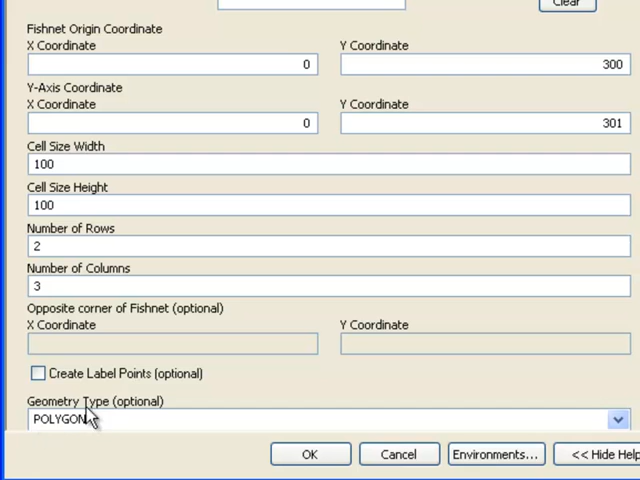 Clear
Fishnet Origin Coordinate
X Coordinate Y Coordinate
0 300
Y-Axis Coordinate
X Coordinate Y Coordinate
0 301
Cell Size Width
100
Cell Size Height
100
Number of Rows
2
Number of Columns
3
Opposite corner of Fishnet (optional)
X Coordinate Y Coordinate
Create Label Points (optional)
Geometry Type (optional)
POLYGON
OK Cancel Environments... << Hide Help